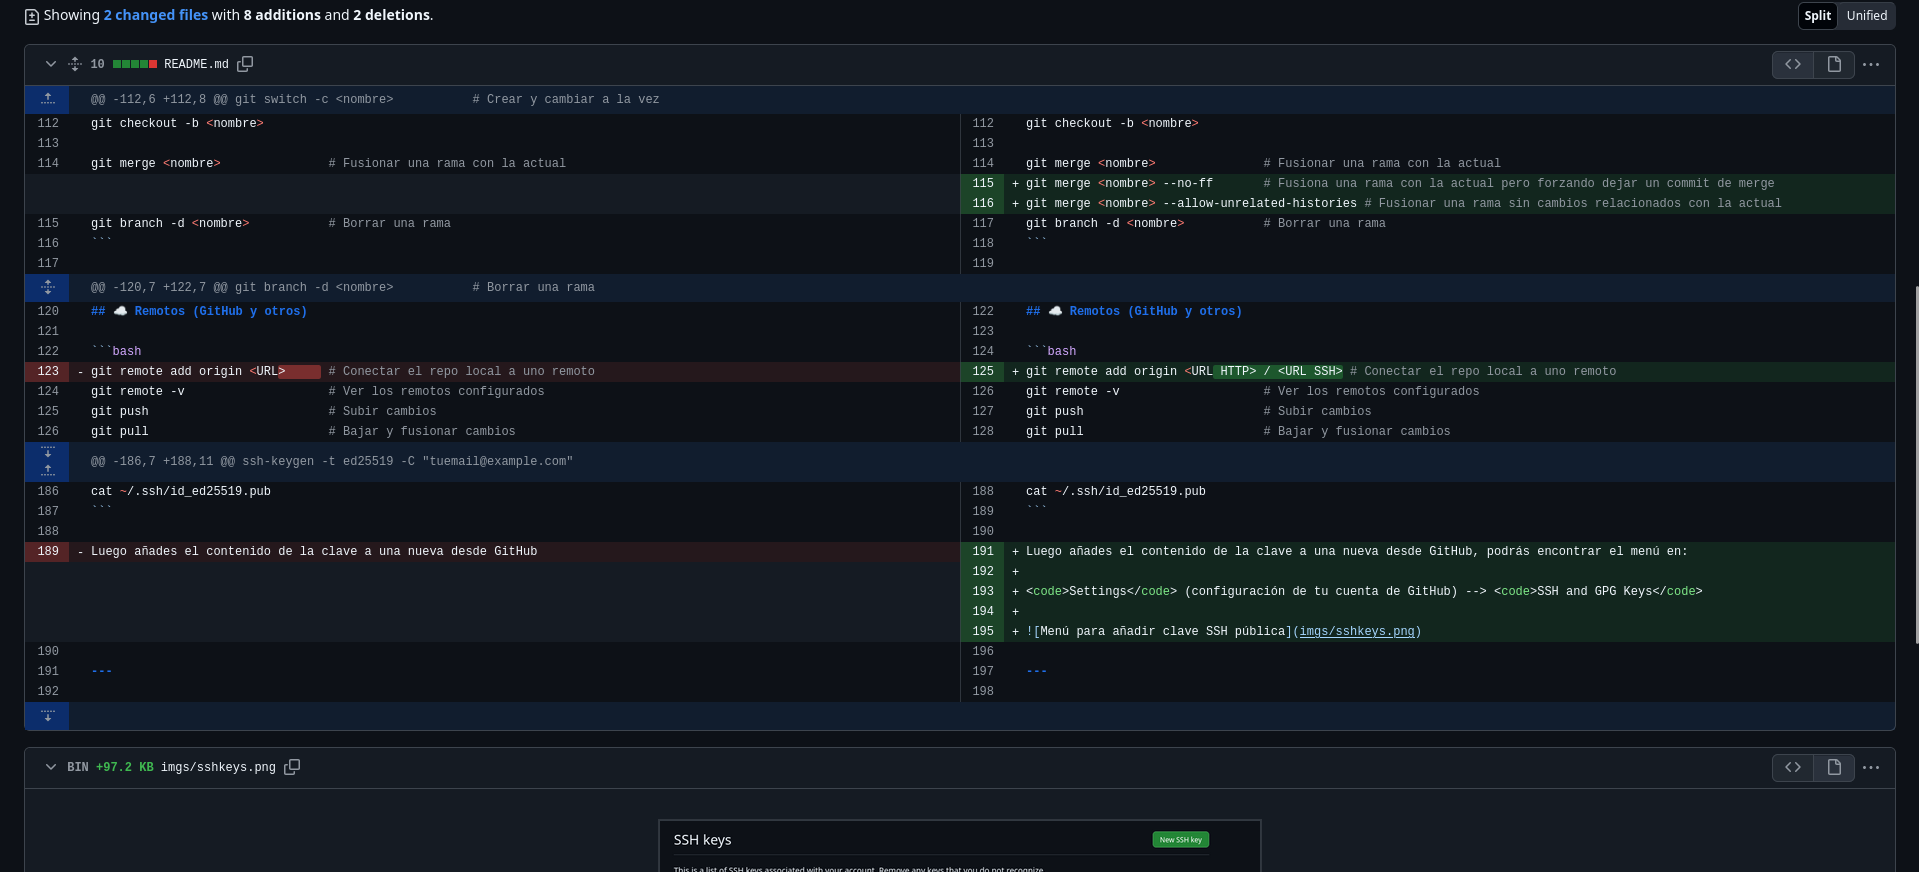 Showing 2 changed files with 8 additions and 2 deletions.
Split Unified
10 README.md
@@ -112,6 +112,8 @@ git switch -c <nombre> # Crear y cambiar a la vez
112 git checkout -b <nombre> 112 git checkout -b <nombre>
113 113
114 git merge <nombre> # Fusionar una rama con la actual 114 git merge <nombre> # Fusionar una rama con la actual
115 + git merge <nombre> --no-ff # Fusiona una rama con la actual pero forzando dejar un commit de merge
116 + git merge <nombre> --allow-unrelated-histories # Fusionar una rama sin cambios relacionados con la actual
115 git branch -d <nombre> # Borrar una rama 117 git branch -d <nombre> # Borrar una rama
116 ``` 118 ```
117 119
@@ -120,7 +122,7 @@ git branch -d <nombre> # Borrar una rama
120 ## ☁️ Remotos (GitHub y otros) 122 ## ☁️ Remotos (GitHub y otros)
121 123
122 ```bash 124 ```bash
123 - git remote add origin <URL> # Conectar el repo local a uno remoto 125 + git remote add origin <URL HTTP> / <URL SSH> # Conectar el repo local a uno remoto
124 git remote -v # Ver los remotos configurados 126 git remote -v # Ver los remotos configurados
125 git push # Subir cambios 127 git push # Subir cambios
126 git pull # Bajar y fusionar cambios 128 git pull # Bajar y fusionar cambios
@@ -186,7 +188,11 @@ ssh-keygen -t ed25519 -C "tuemail@example.com"
186 cat ~/.ssh/id_ed25519.pub 188 cat ~/.ssh/id_ed25519.pub
187 ``` 189 ```
188 190
189 - Luego añades el contenido de la clave a una nueva desde GitHub 191 + Luego añades el contenido de la clave a una nueva desde GitHub, podrás encontrar el menú en:
192 +
193 + <code>Settings</code> (configuración de tu cuenta de GitHub) --> <code>SSH and GPG Keys</code>
194 +
195 + ![Menú para añadir clave SSH pública](imgs/sshkeys.png)
190 196
191 --- 197 ---
192 198
BIN +97.2 KB imgs/sshkeys.png
SSH keys New SSH key
This is a list of SSH keys associated with your account. Remove any keys that you do not recognize.